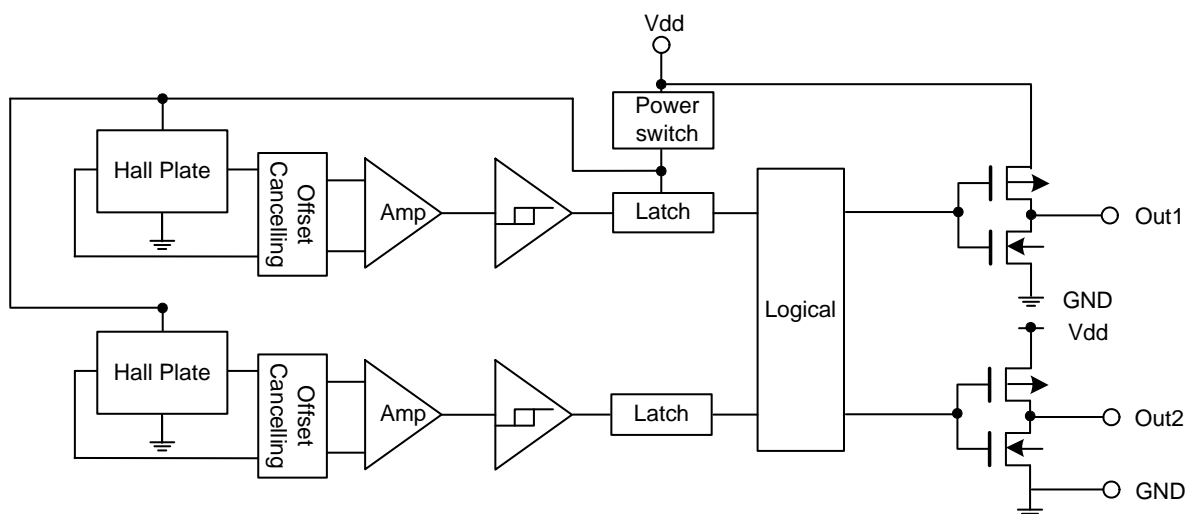 Vdd
Power
switch
Hall Plate
Offset
Cancelling
Amp
Latch
Out1
GND
Logical
Vdd
Hall Plate
Offset
Cancelling
Amp
Latch
Out2
GND